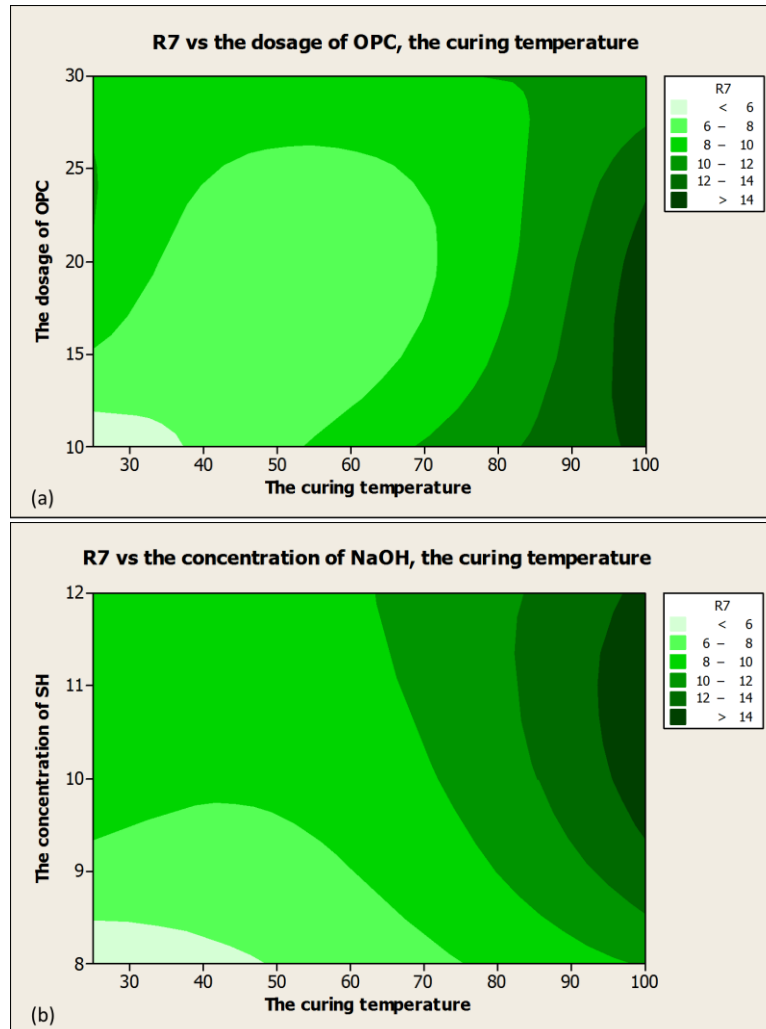 R7 vs the dosage of OPC, the curing temperature
30
25
20
15
10
The dosage of OPC
30 40 50 60 70 80 90 100
The curing temperature
R7
< 6
6 – 8
8 – 10
10 – 12
12 – 14
> 14
(a)
R7 vs the concentration of NaOH, the curing temperature
12
11
10
9
8
The concentration of SH
30 40 50 60 70 80 90 100
The curing temperature
R7
< 6
6 – 8
8 – 10
10 – 12
12 – 14
> 14
(b)